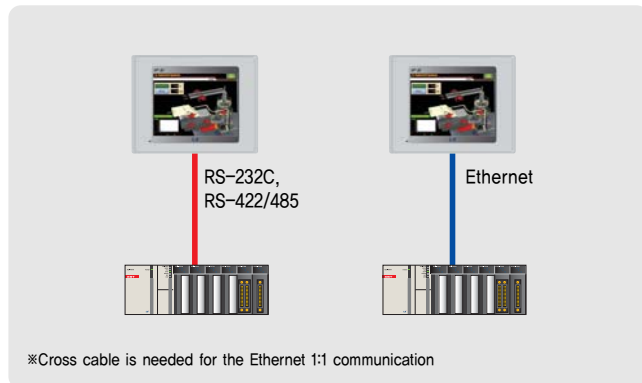 RS-232C,
RS-422/485
Ethernet
※Cross cable is needed for the Ethernet 1:1 communication